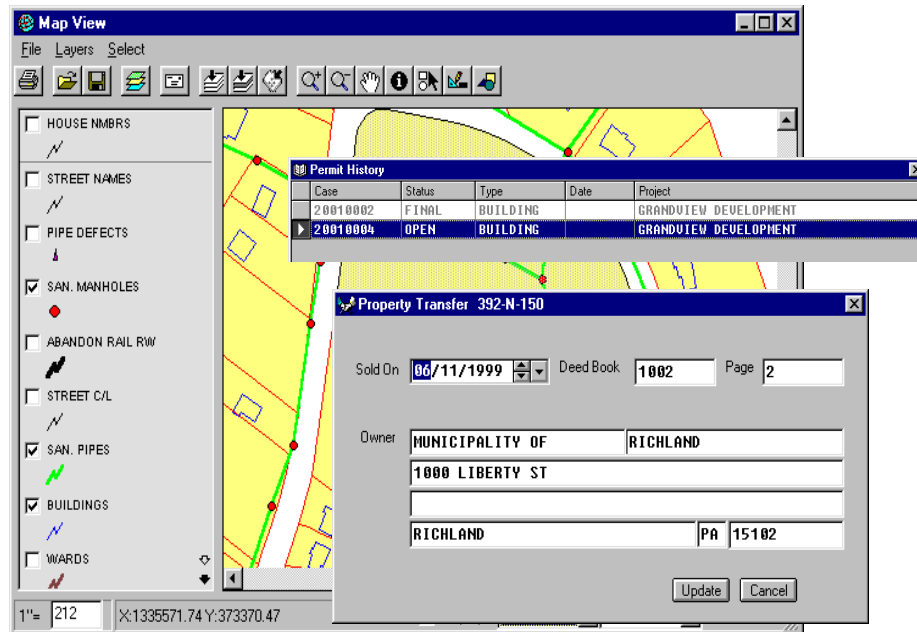 Map View
File Layers Select
HOUSE NMBRS
STREET NAMES
PIPE DEFECTS
SAN. MANHOLES
ABANDON RAIL RW
STREET C/L
SAN. PIPES
BUILDINGS
WARDS
1"= 212 X:1335571.74 Y:373370.47
Permit History
Case Status Type Date Project
20010002 FINAL BUILDING GRANDVIEW DEVELOPMENT
20010004 OPEN BUILDING GRANDVIEW DEVELOPMENT
Property Transfer 392-N-150
Sold On 06/11/1999 Deed Book 1002 Page 2
Owner MUNICIPALITY OF RICHLAND
1000 LIBERTY ST
RICHLAND PA 15102
Update Cancel